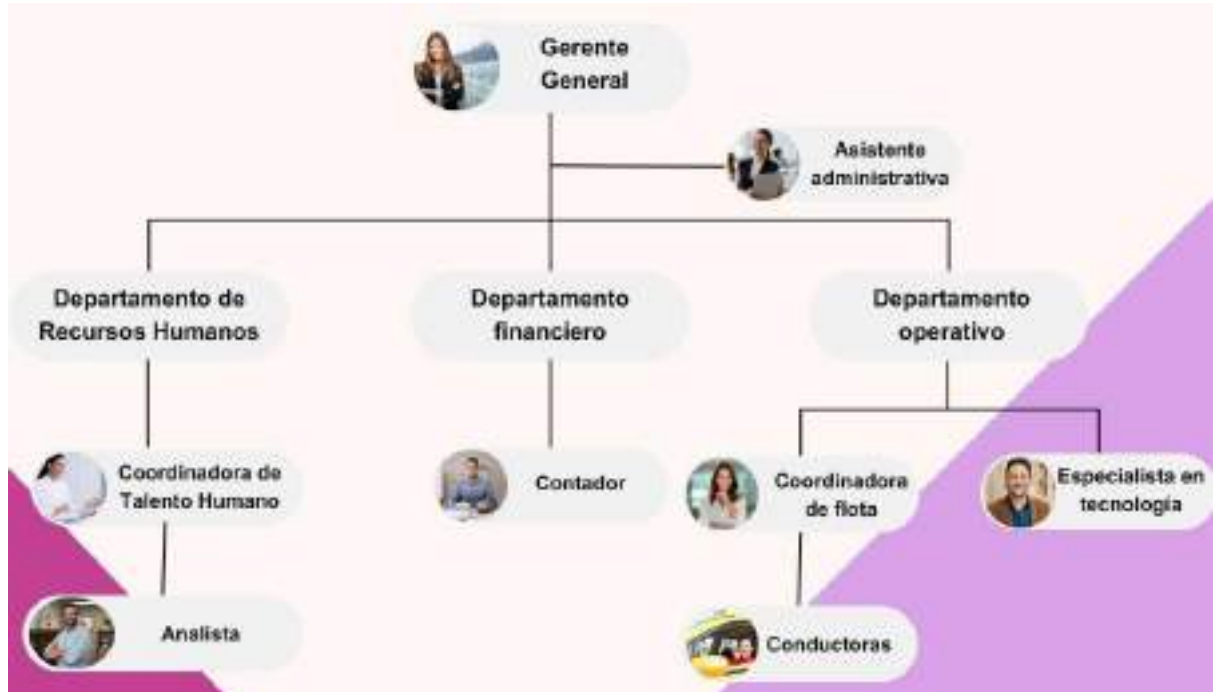 Gerente
General
Asistente
administrativa
Departamento de
Recursos Humanos
Departamento
financiero
Departamento
operativo
Coordinadora de
Talento Humano
Contador
Coordinadora
de flota
Especialista en
tecnología
Analista
Conductoras